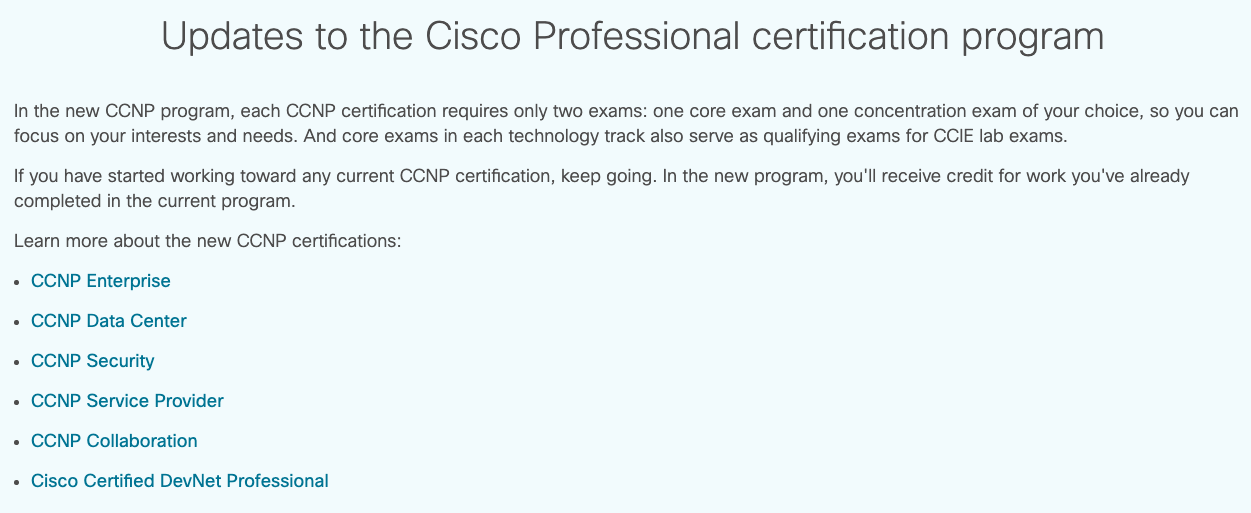 Updates to the Cisco Professional certification program
In the new CCNP program, each CCNP certification requires only two exams: one core exam and one concentration exam of your choice, so you can
focus on your interests and needs. And core exams in each technology track also serve as qualifying exams for CCIE lab exams.
If you have started working toward any current CCNP certification, keep going. In the new program, you'll receive credit for work you've already
completed in the current program.
Learn more about the new CCNP certifications:
• CCNP Enterprise
• CCNP Data Center
• CCNP Security
• CCNP Service Provider
• CCNP Collaboration
• Cisco Certified DevNet Professional